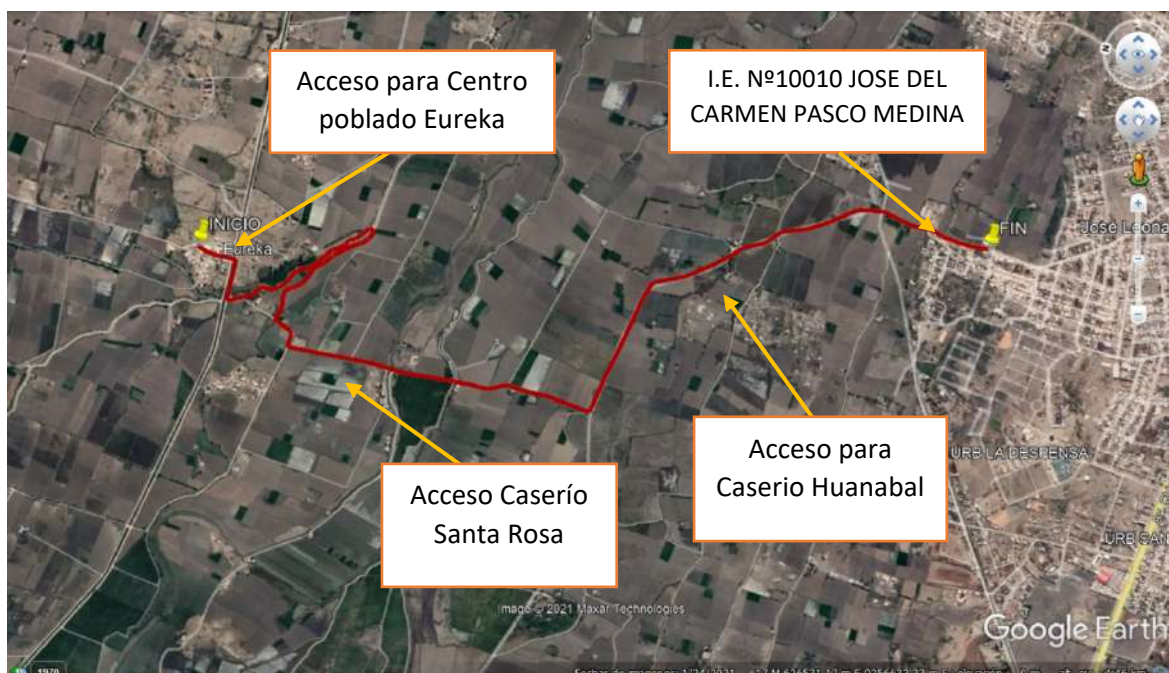 Acceso para Centro
poblado Eureka
I.E. Nº10010 JOSE DEL
CARMEN PASCO MEDINA
INICIO
Eureka
FIN
José Leona
Acceso Caserío
Santa Rosa
Acceso para
Caserio Huanabal
URB LA DESPENSA
URB SAN
Image © 2021 Maxar Technologies
Google Earth
1970